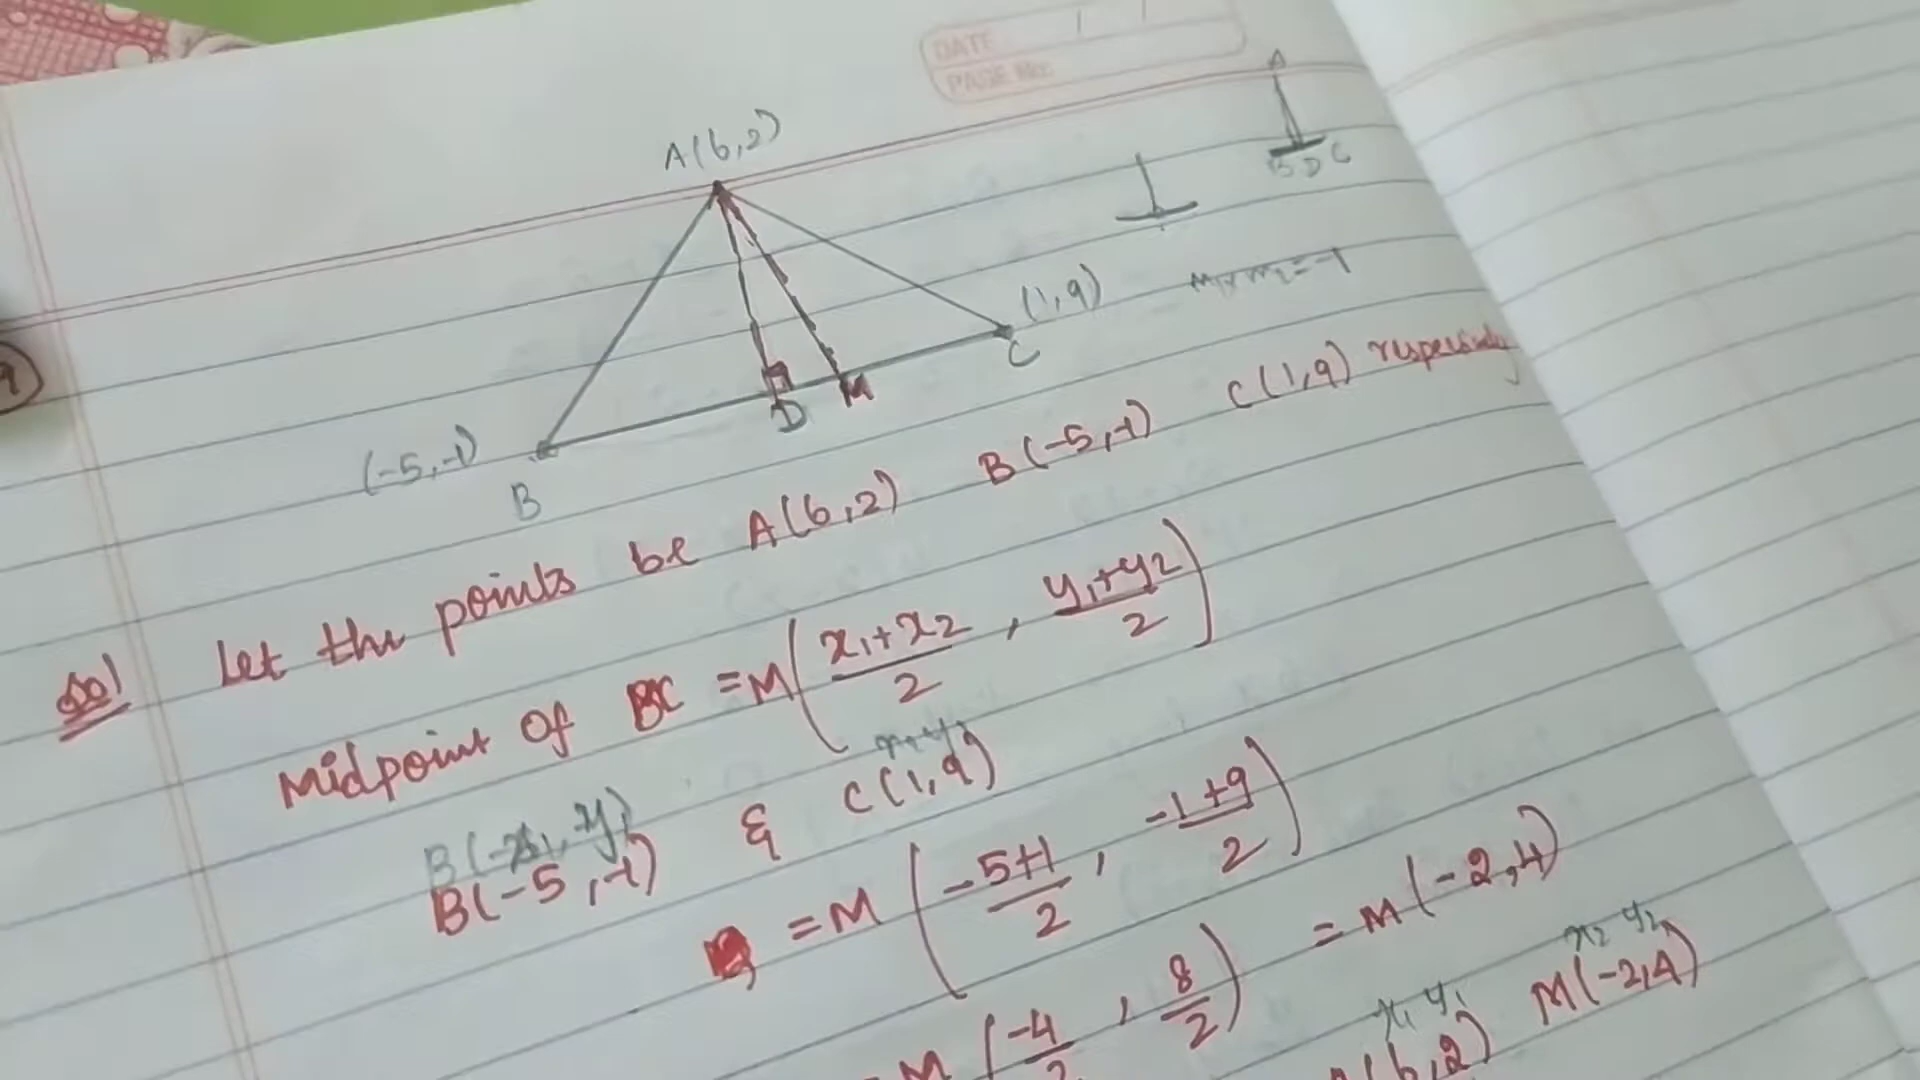 DATE
PAGE No.
A(6,2)
A
B D C
(1,9)
m1×m2=-1
C
D
M
(-5,-1)
B
Sol Let the points be A(6,2) B(-5,-1) C(1,9)
Midpoint of BC = M(x1+x2/2, y1+y2/2)
B(-5,-1) & C(1,9)
= M(-5+1/2, -1+9/2)
= M(-4/2, 8/2) = M(-2,4)
x1 y1 x2 y2
A(6,2) M(-2,4)